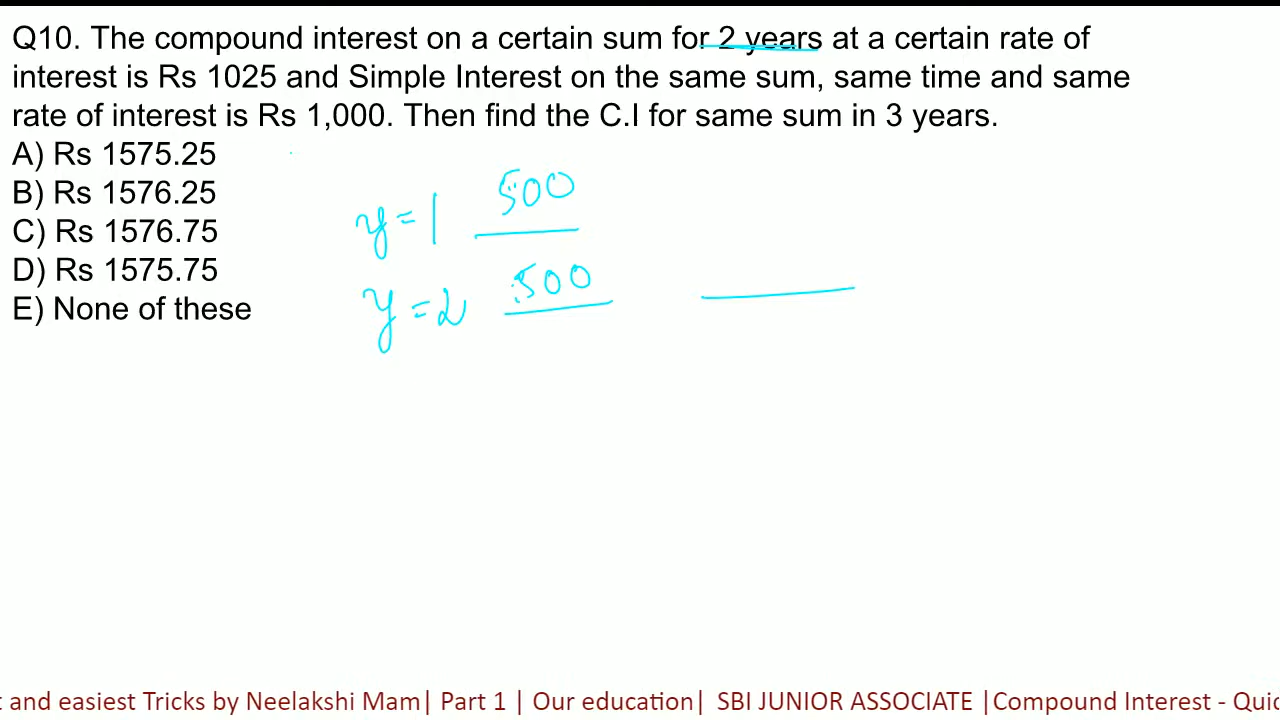 Q10. The compound interest on a certain sum for 2 years at a certain rate of
interest is Rs 1025 and Simple Interest on the same sum, same time and same
rate of interest is Rs 1,000. Then find the C.I for same sum in 3 years.
A) Rs 1575.25
B) Rs 1576.25
C) Rs 1576.75
D) Rs 1575.75
E) None of these
y=1 500
y=2 500
and easiest Tricks by Neelakshi Mam| Part 1 | Our education| SBI JUNIOR ASSOCIATE |Compound Interest - Quic